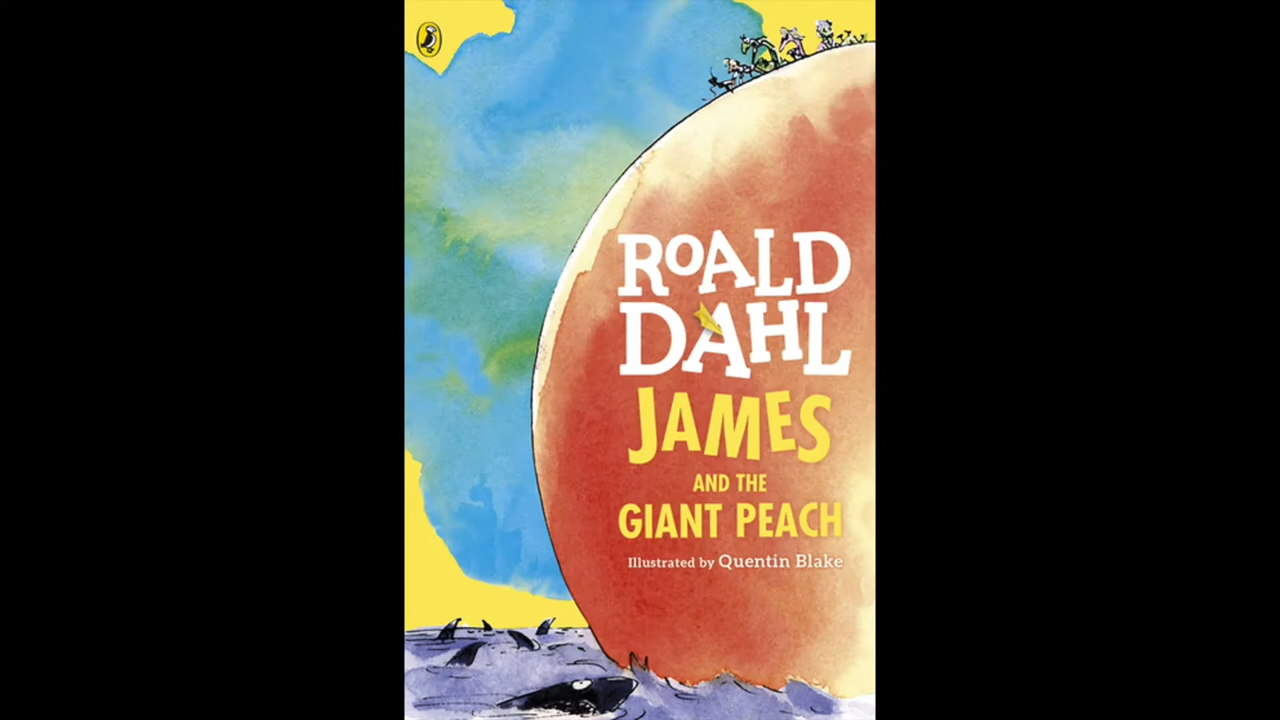 ROALD
DAHL
JAMES
AND THE
GIANT PEACH
Illustrated by Quentin Blake